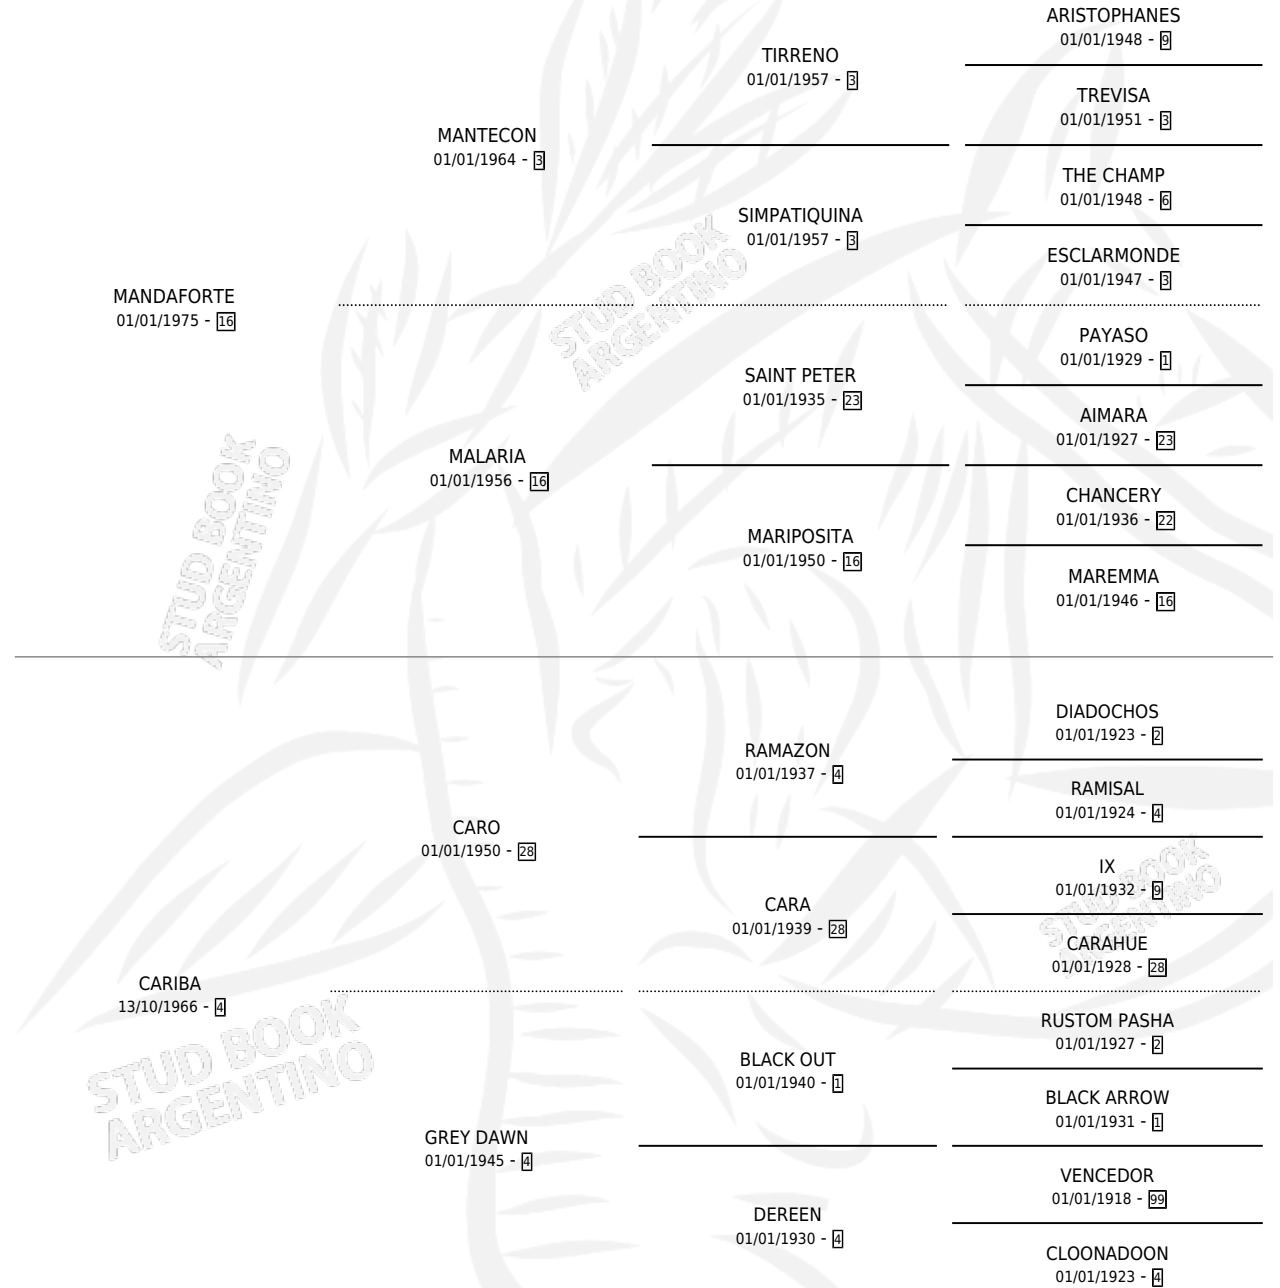 ARISTOPHANES
01/01/1948 - 9
TIRRENO
01/01/1957 - 3
TREVISA
01/01/1951 - 3
MANTECON
01/01/1964 - 3
THE CHAMP
01/01/1948 - 6
SIMPATIQUINA
01/01/1957 - 3
ESCLARMONDE
01/01/1947 - 3
MANDAFORTE
01/01/1975 - 16
STUD BOOK
ARGENTINO
PAYASO
01/01/1929 - 1
SAINT PETER
01/01/1935 - 23
AIMARA
01/01/1927 - 23
MALARIA
01/01/1956 - 16
CHANCERY
01/01/1936 - 22
MARIPOSITA
01/01/1950 - 16
MAREMMA
01/01/1946 - 16
STUD BOOK
ARGENTINO
DIADOCHOS
01/01/1923 - 2
RAMAZON
01/01/1937 - 4
RAMISAL
01/01/1924 - 4
CARO
01/01/1950 - 28
IX
01/01/1932 - 9
CARA
01/01/1939 - 28
CARAHUE
01/01/1928 - 28
STUD BOOK
ARGENTINO
CARIBA
13/10/1966 - 4
RUSTOM PASHA
01/01/1927 - 2
BLACK OUT
01/01/1940 - 1
BLACK ARROW
01/01/1931 - 1
STUD BOOK
ARGENTINO
GREY DAWN
01/01/1945 - 4
VENCEDOR
01/01/1918 - 99
DEREEN
01/01/1930 - 4
CLOONADOON
01/01/1923 - 4